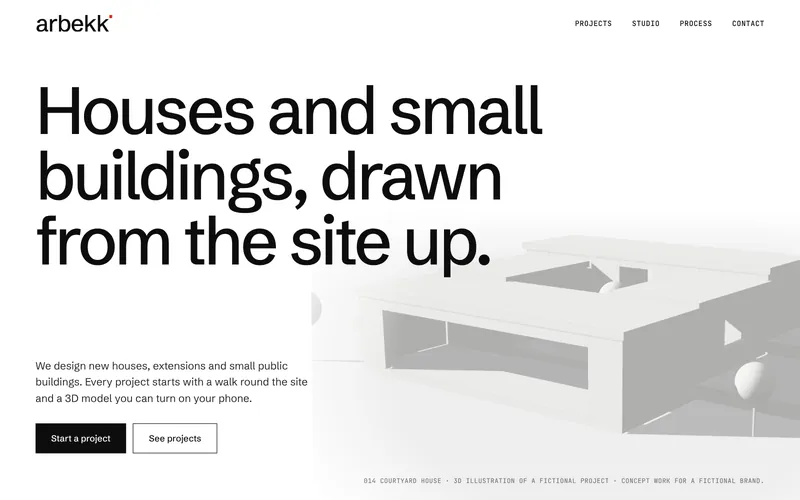 arbekk
PROJECTS STUDIO PROCESS CONTACT
Houses and small
buildings, drawn
from the site up.
We design new houses, extensions and small public
buildings. Every project starts with a walk round the site
and a 3D model you can turn on your phone.
Start a project See projects
014 COURTYARD HOUSE · 3D ILLUSTRATION OF A FICTIONAL PROJECT · CONCEPT WORK FOR A FICTIONAL BRAND.